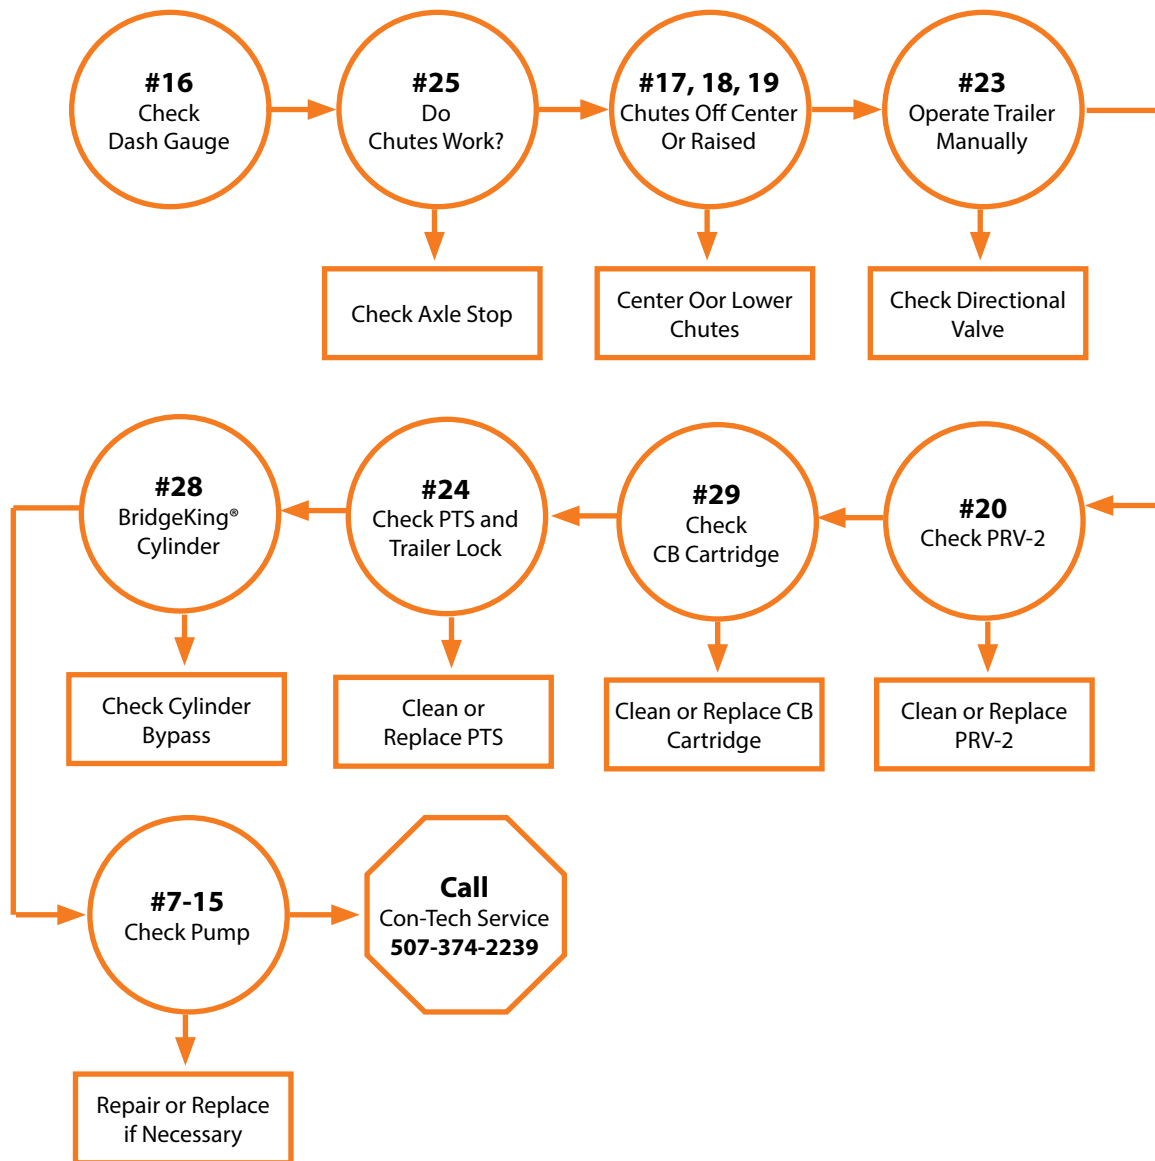 #16
Check
Dash Gauge
#25
Do
Chutes Work?
#17, 18, 19
Chutes Off Center
Or Raised
#23
Operate Trailer
Manually
Check Axle Stop
Center Oor Lower
Chutes
Check Directional
Valve
#20
Check PRV-2
#29
Check
CB Cartridge
#24
Check PTS and
Trailer Lock
#28
BridgeKing®
Cylinder
Clean or Replace
PRV-2
Clean or Replace CB
Cartridge
Clean or
Replace PTS
Check Cylinder
Bypass
#7-15
Check Pump
Call
Con-Tech Service
507-374-2239
Repair or Replace
if Necessary